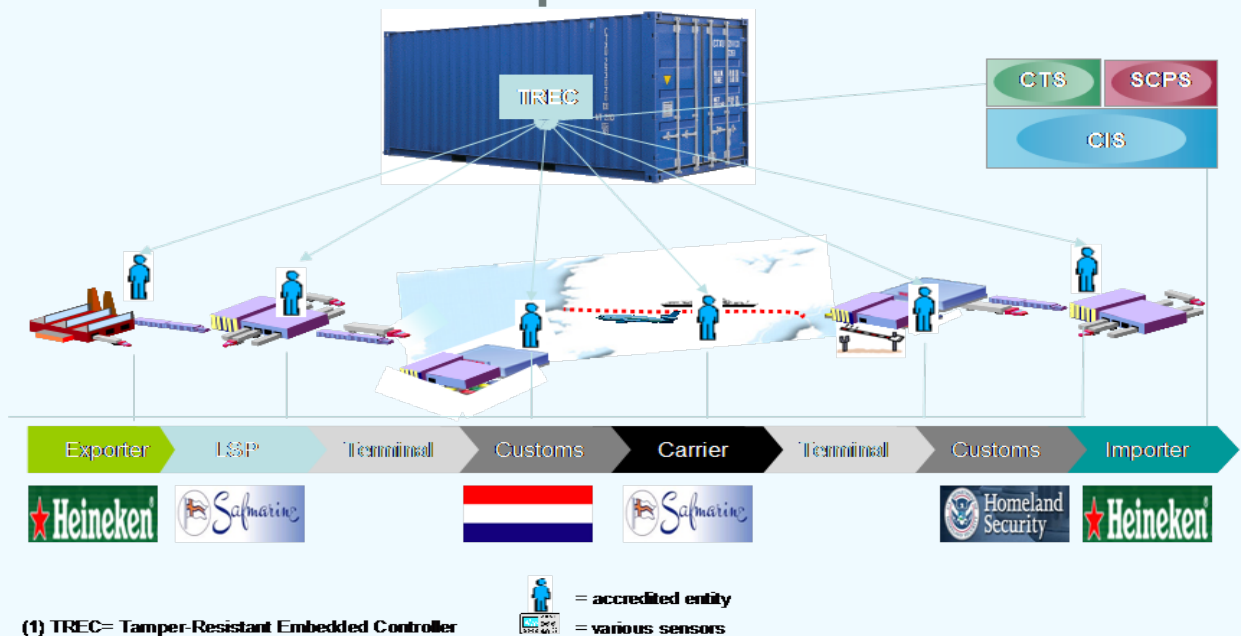 TREC
CTS
SCPS
CIS
Exporter
LSP
Terminal
Customs
Carrier
Terminal
Customs
Importer
Heineken
Safmarine
Safmarine
Homeland
Security
Heineken
= accredited entity
(1) TREC= Tamper-Resistant Embedded Controller
= various sensors